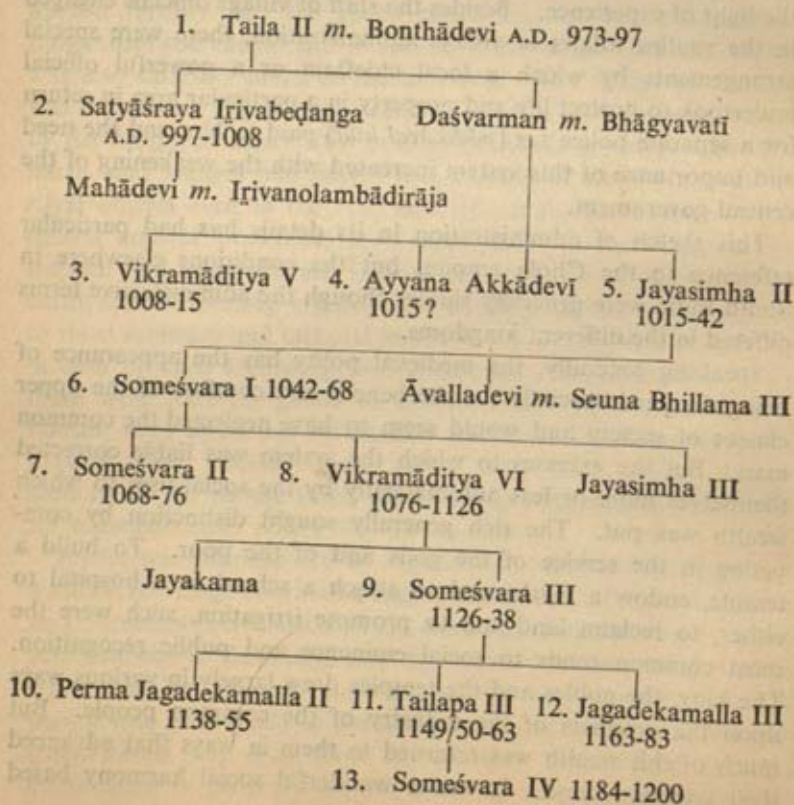 1. Taila II m. Bonthādevi A.D. 973-97
2. Satyāśraya Iṟivabeḍanga Daśvarman m. Bhāgyavatī
A.D. 997-1008
Mahādevi m. Iṟivanolambādirāja
3. Vikramāditya V 4. Ayyana Akkādevī 5. Jayasimha II
1008-15 1015? 1015-42
6. Someśvara I 1042-68 Āvalladevi m. Seuna Bhillama III
7. Someśvara II 8. Vikramāditya VI Jayasimha III
1068-76 1076-1126
Jayakarna 9. Someśvara III
1126-38
10. Perma Jagadekamalla II 11. Tailapa III 12. Jagadekamalla III
1138-55 1149/50-63 1163-83
13. Someśvara IV 1184-1200